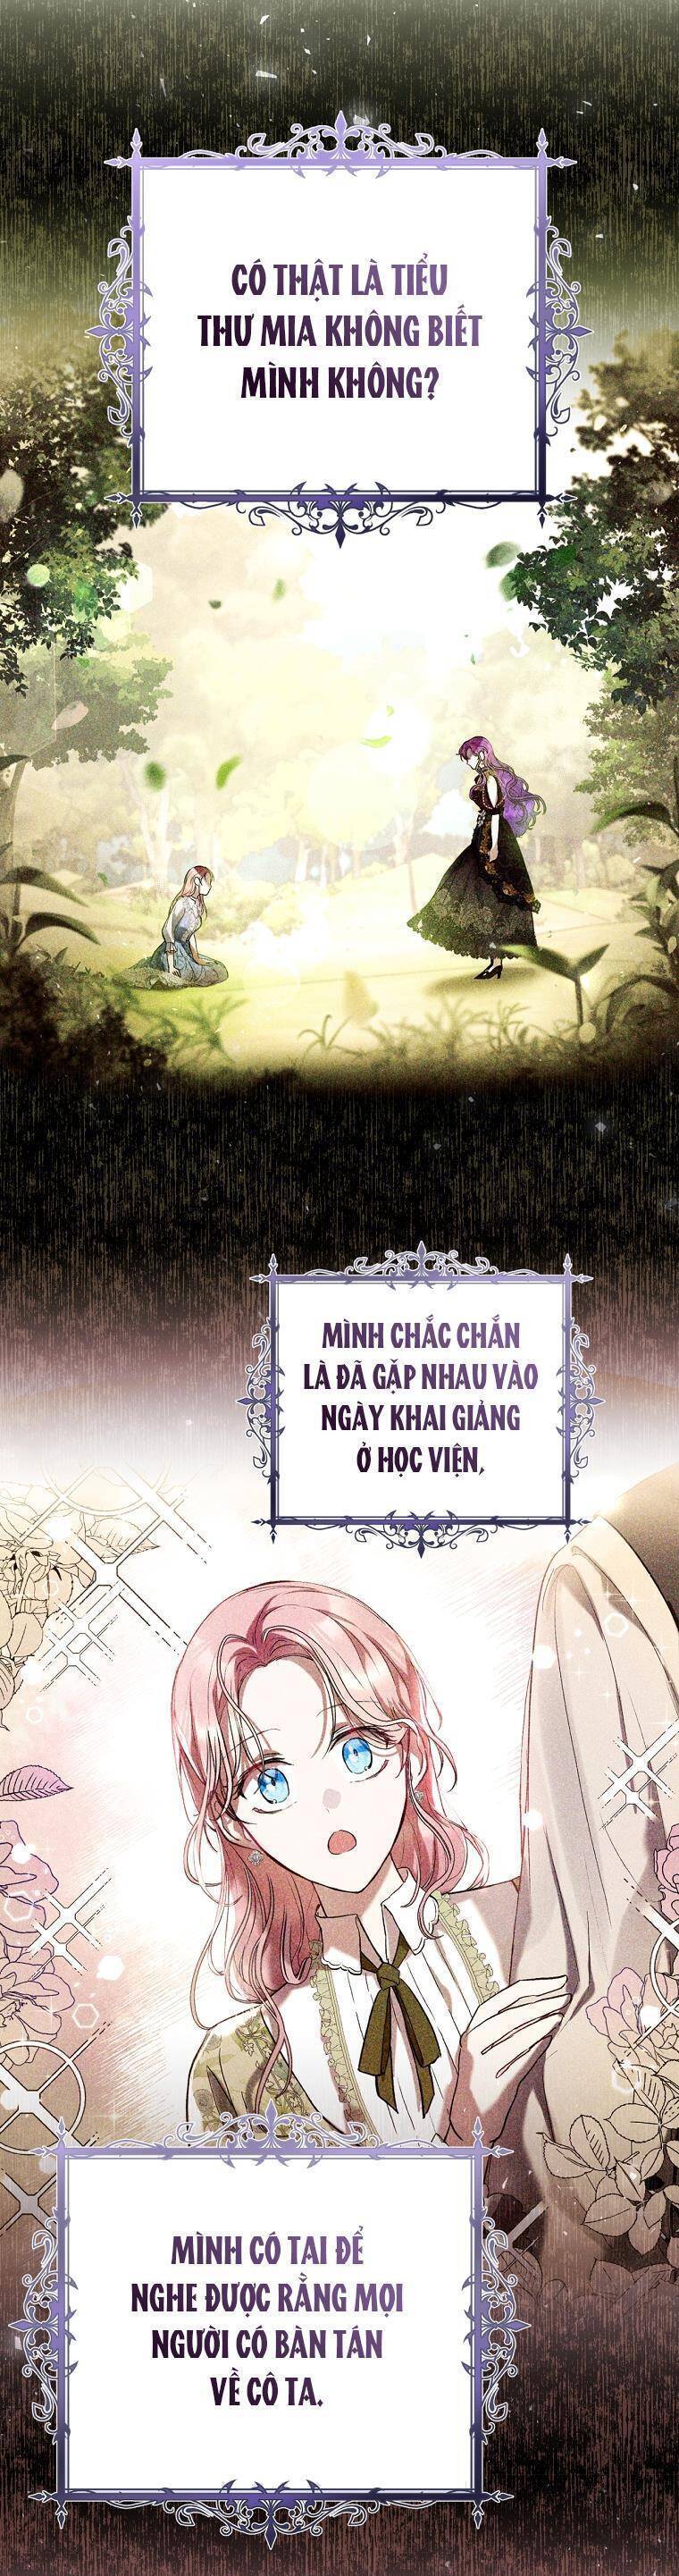 CÓ THẬT LÀ TIỂU
THƯ MIA KHÔNG BIẾT
MÌNH KHÔNG?
MÌNH CHẮC CHẮN
LÀ ĐÃ GẶP NHAU VÀO
NGÀY KHAI GIẢNG
Ở HỌC VIỆN,
MÌNH CÓ TAI ĐỂ
NGHE ĐƯỢC RẰNG MỌI
NGƯỜI CÓ BÀN TÁN
VỀ CÔ TA.